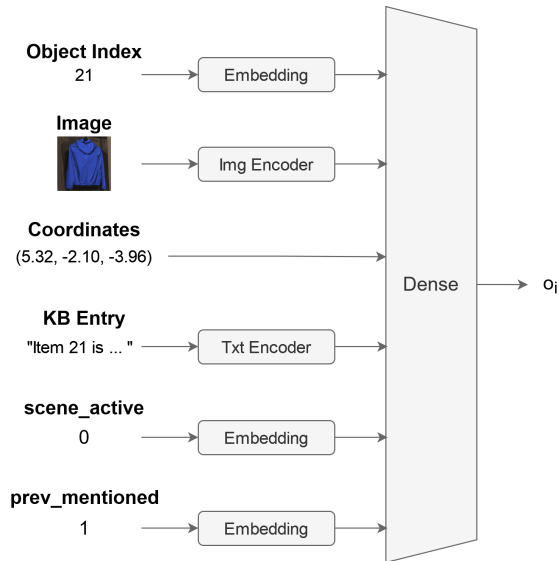 Object Index
21
Embedding
Image
Img Encoder
Coordinates
(5.32, -2.10, -3.96)
Dense
oi
KB Entry
"Item 21 is ... "
Txt Encoder
scene_active
0
Embedding
prev_mentioned
1
Embedding